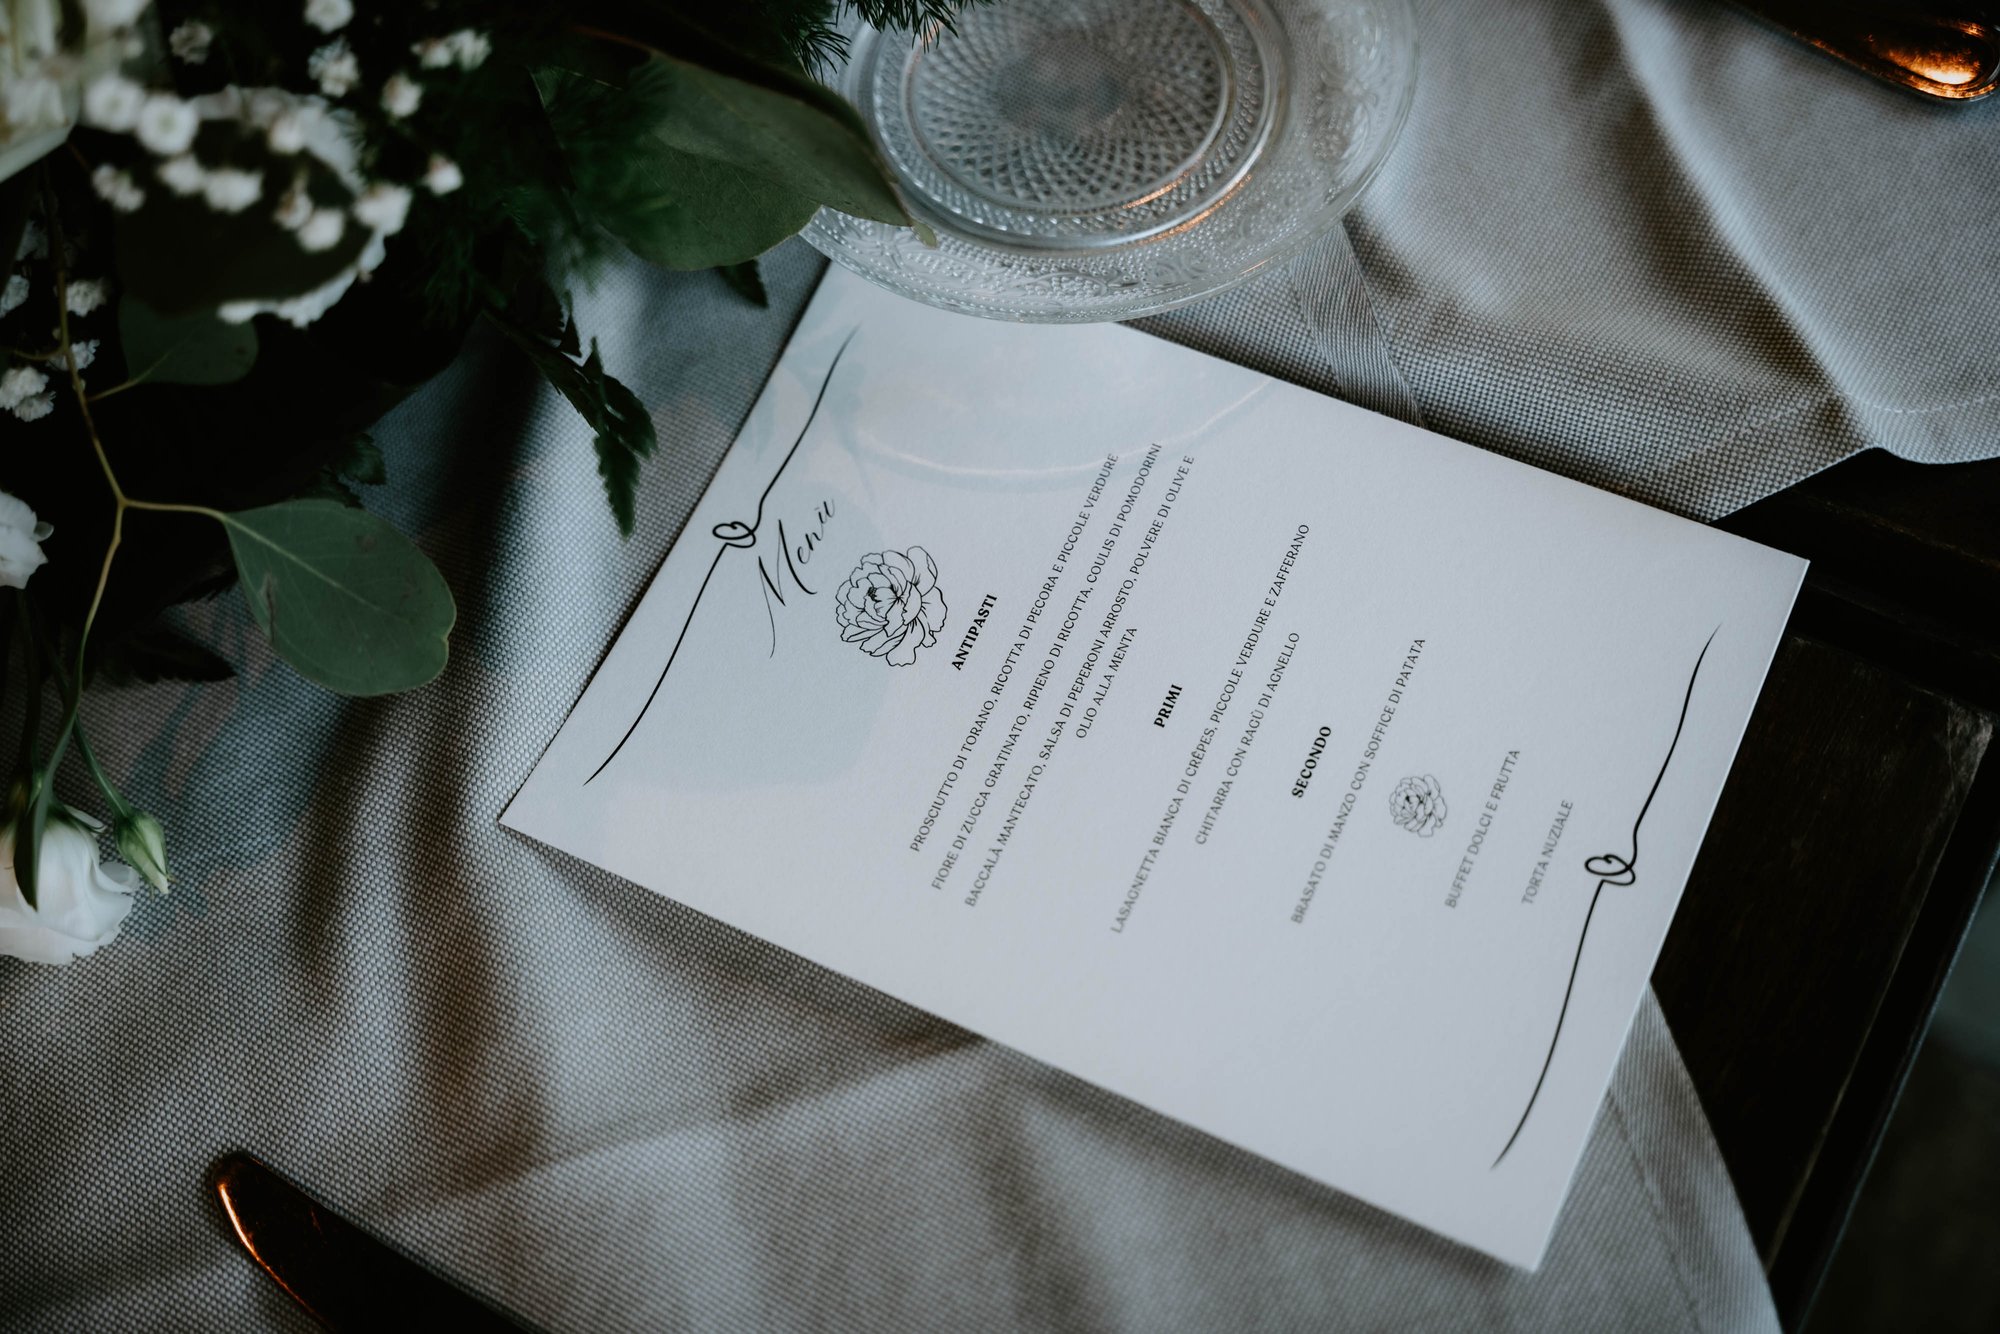 Menù
ANTIPASTI
PROSCIUTTO DI TORANO, RICOTTA DI PECORA E PICCOLE VERDURE
FIORE DI ZUCCA GRATINATO, RIPIENO DI RICOTTA, COULIS DI POMODORINI
BACCALÀ MANTECATO, SALSA DI PEPERONI ARROSTO, POLVERE DI OLIVE E
OLIO ALLA MENTA
PRIMI
LASAGNETTA BIANCA DI CRÊPES, PICCOLE VERDURE E ZAFFERANO
CHITARRA CON RAGÙ DI AGNELLO
SECONDO
BRASATO DI MANZO CON SOFFICE DI PATATA
BUFFET DOLCI E FRUTTA
TORTA NUZIALE